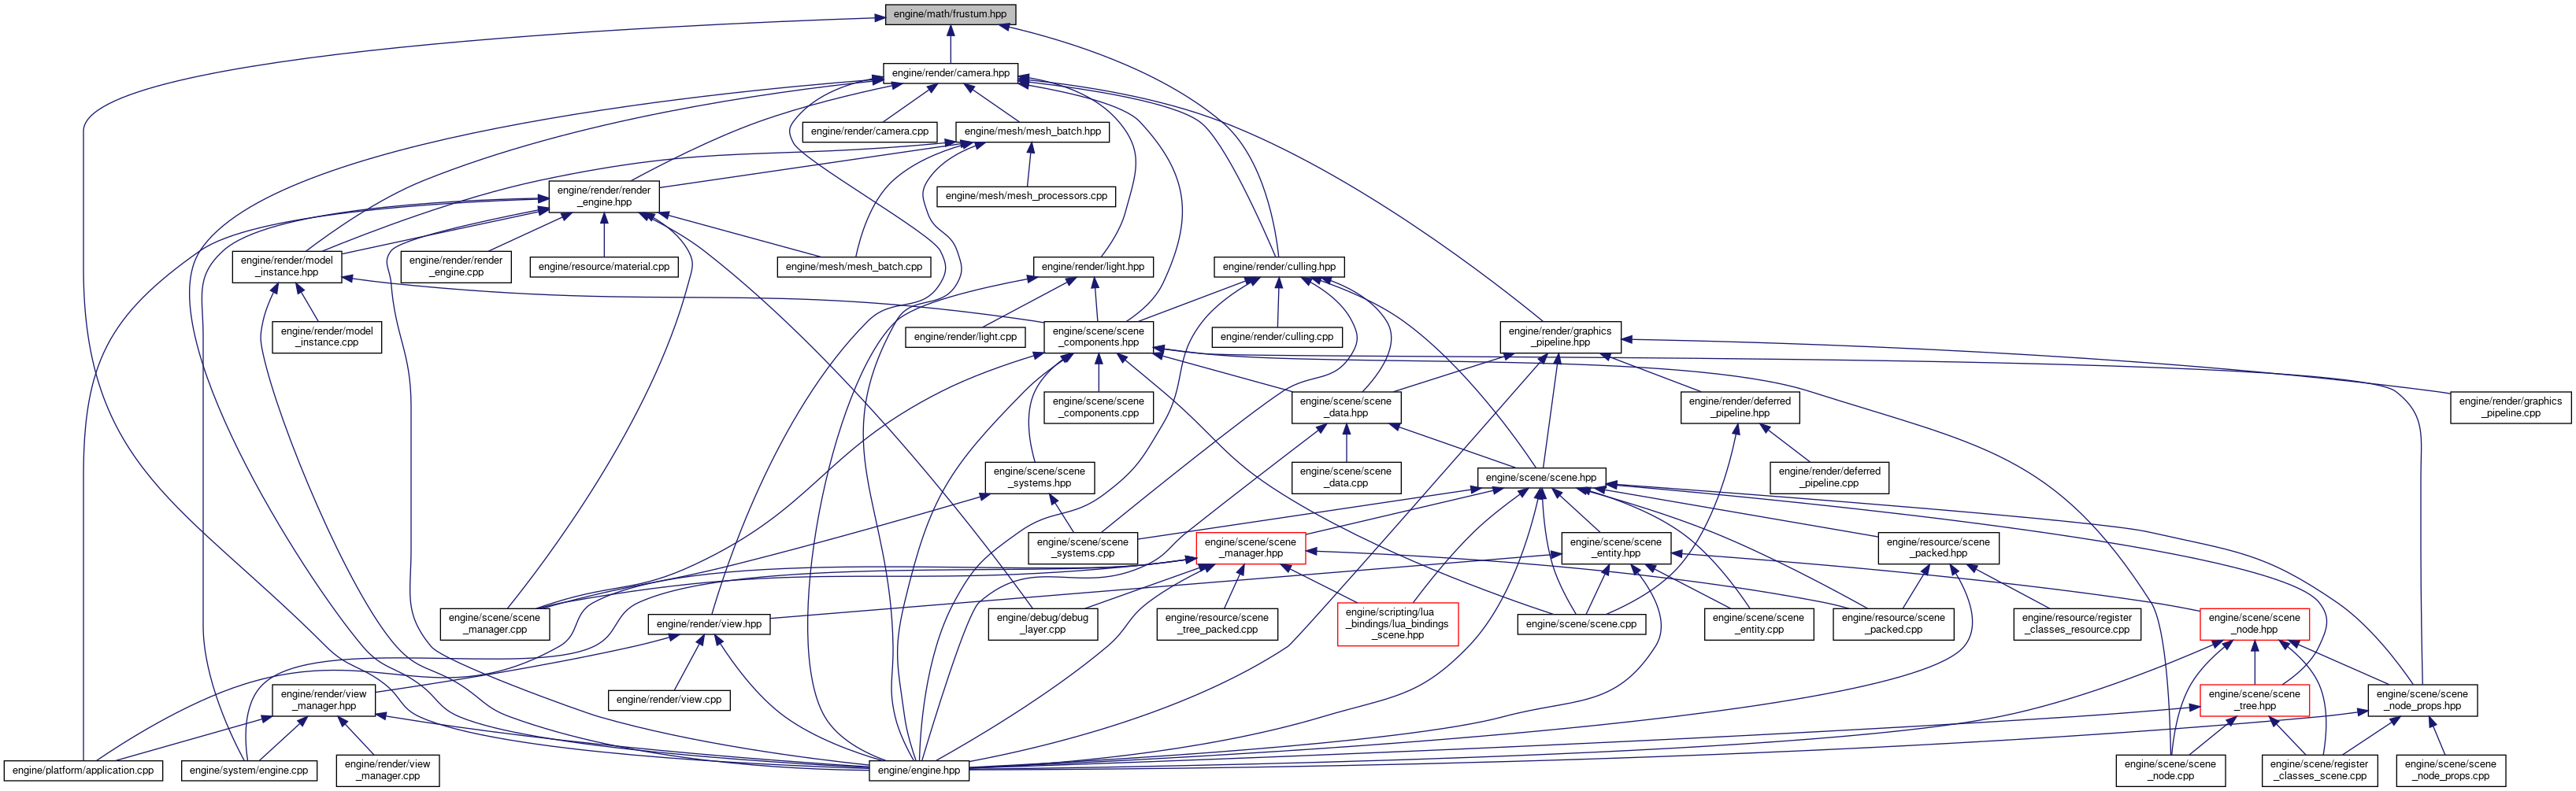 engine/math/frustum.hpp
engine/render/camera.hpp
engine/render/camera.cpp
engine/mesh/mesh_batch.hpp
engine/render/render
_engine.hpp
engine/mesh/mesh_processors.cpp
engine/render/model
_instance.hpp
engine/render/render
_engine.cpp
engine/resource/material.cpp
engine/mesh/mesh_batch.cpp
engine/render/light.hpp
engine/render/culling.hpp
engine/render/model
_instance.cpp
engine/render/light.cpp
engine/scene/scene
_components.hpp
engine/render/culling.cpp
engine/render/graphics
_pipeline.hpp
engine/scene/scene
_components.cpp
engine/scene/scene
_data.hpp
engine/render/deferred
_pipeline.hpp
engine/render/graphics
_pipeline.cpp
engine/scene/scene
_systems.hpp
engine/scene/scene
_data.cpp
engine/scene/scene.hpp
engine/render/deferred
_pipeline.cpp
engine/scene/scene
_systems.cpp
engine/scene/scene
_manager.hpp
engine/scene/scene
_entity.hpp
engine/resource/scene
_packed.hpp
engine/scene/scene
_manager.cpp
engine/render/view.hpp
engine/debug/debug
_layer.cpp
engine/resource/scene
_tree_packed.cpp
engine/scripting/lua
_bindings/lua_bindings
_scene.hpp
engine/scene/scene.cpp
engine/scene/scene
_entity.cpp
engine/resource/scene
_packed.cpp
engine/resource/register
_classes_resource.cpp
engine/scene/scene
_node.hpp
engine/render/view
_manager.hpp
engine/render/view.cpp
engine/scene/scene
_tree.hpp
engine/scene/scene
_node_props.hpp
engine/platform/application.cpp
engine/system/engine.cpp
engine/render/view
_manager.cpp
engine/engine.hpp
engine/scene/scene
_node.cpp
engine/scene/register
_classes_scene.cpp
engine/scene/scene
_node_props.cpp